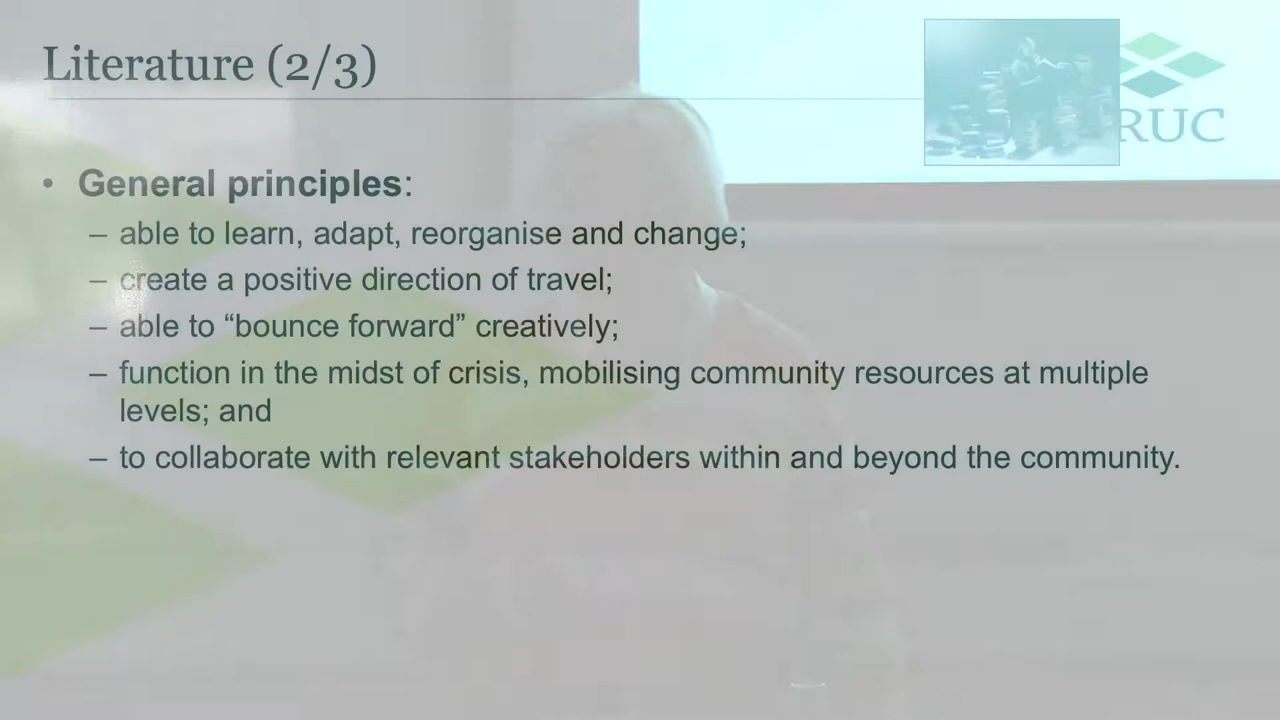 Literature (2/3)
RUC
• General principles:
– able to learn, adapt, reorganise and change;
– create a positive direction of travel;
– able to “bounce forward” creatively;
– function in the midst of crisis, mobilising community resources at multiple
levels; and
– to collaborate with relevant stakeholders within and beyond the community.